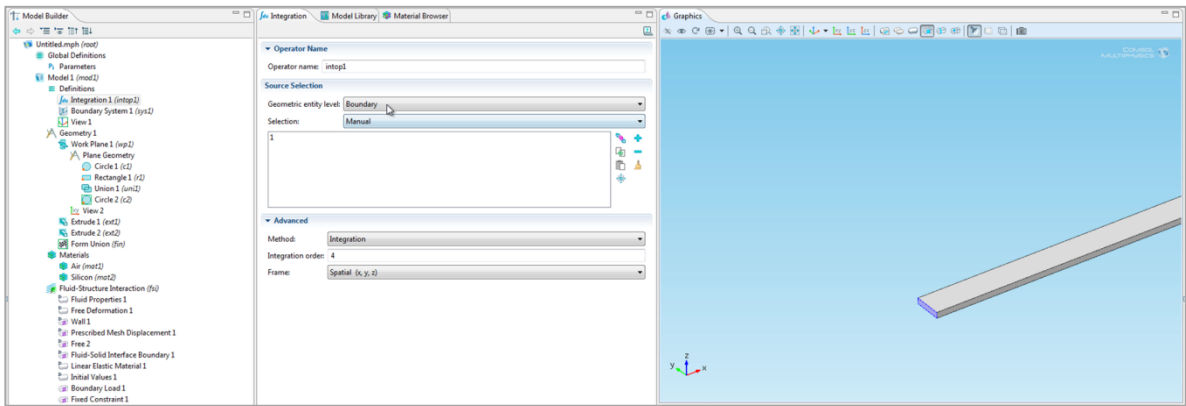 Model Builder
Untitled.mph (root)
Global Definitions
Pi Parameters
Model 1 (mod1)
Definitions
Integration 1 (intop1)
Boundary System 1 (sys1)
View 1
Geometry 1
Work Plane 1 (wp1)
Plane Geometry
Circle 1 (c1)
Rectangle 1 (r1)
Union 1 (uni1)
Circle 2 (c2)
View 2
Extrude 1 (ext1)
Extrude 2 (ext2)
Form Union (fin)
Materials
Air (mat1)
Silicon (mat2)
Fluid-Structure Interaction (fsi)
Fluid Properties 1
Free Deformation 1
Wall 1
Prescribed Mesh Displacement 1
Free 2
Fluid-Solid Interface Boundary 1
Linear Elastic Material 1
Initial Values 1
Boundary Load 1
Fixed Constraint 1
Integration Model Library Material Browser
Operator Name
Operator name: intop1
Source Selection
Geometric entity level: Boundary
Selection: Manual
1
Advanced
Method: Integration
Integration order: 4
Frame: Spatial (x, y, z)
Graphics
COMSOL
MULTIPHYSICS
z
y
x